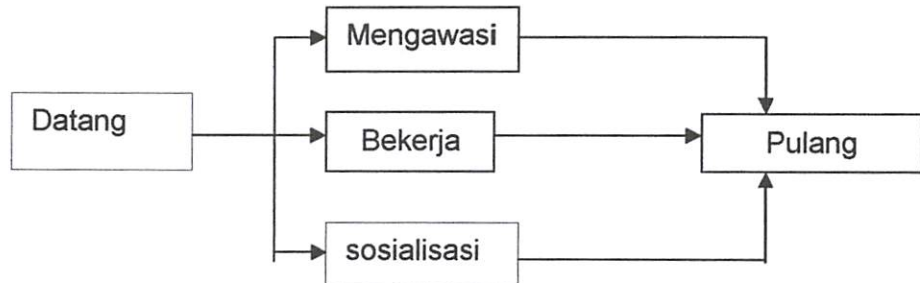 Mengawasi
Datang
Bekerja
Pulang
sosialisasi